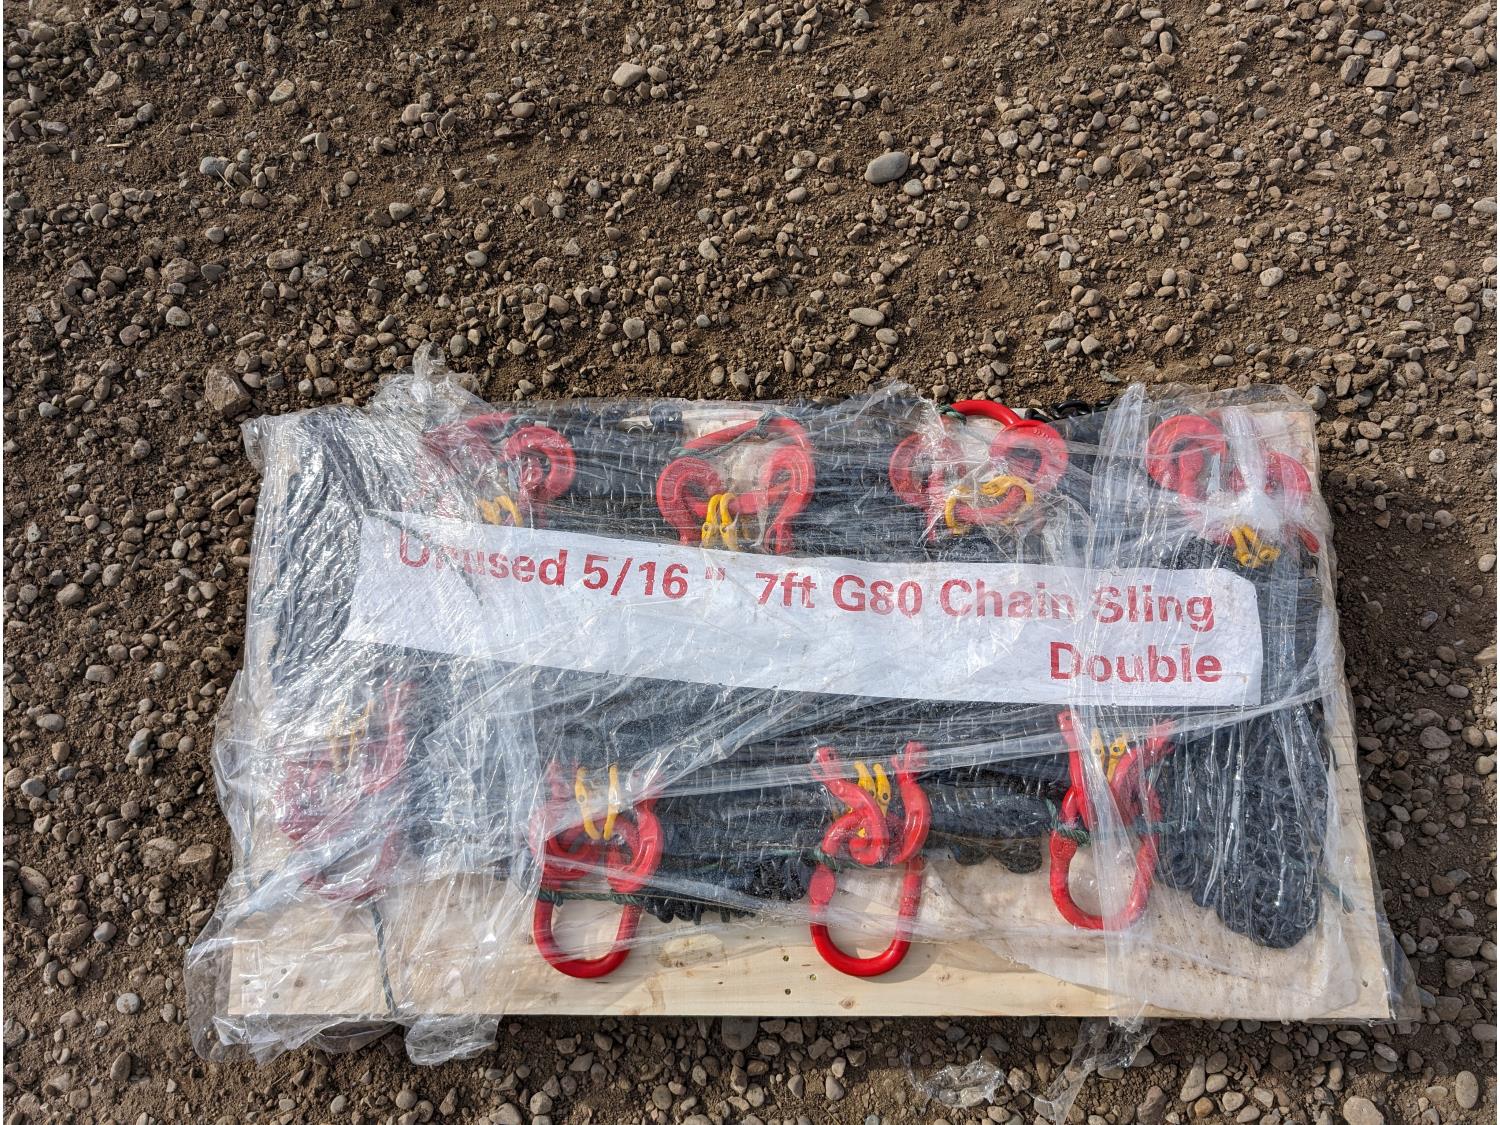 Unused 5/16 " 7ft G80 Chain Sling
Double